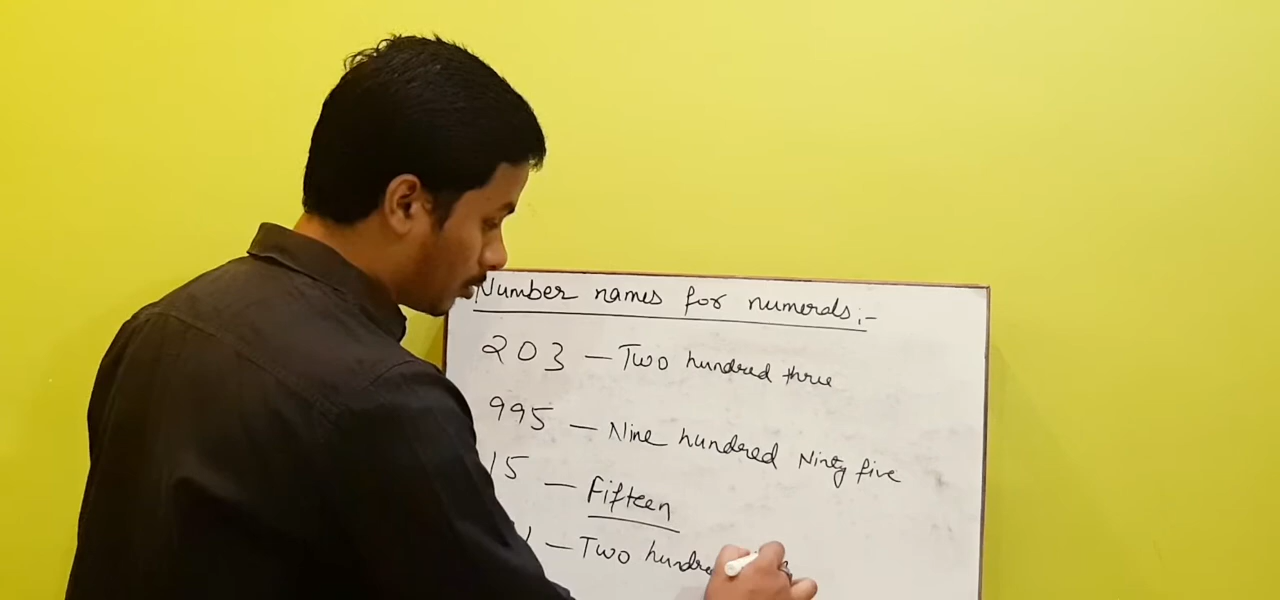 Number names for numerals:-
203 - Two hundred three
995 - Nine hundred Ninty five
15 - Fifteen
- Two